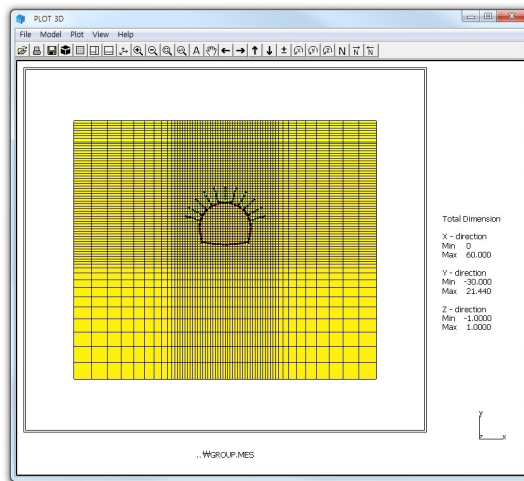 PLOT 3D
File Model Plot View Help
A N N N
Total Dimension
X - direction
Min 0
Max 60.000
Y - direction
Min -30.000
Max 21.440
Z - direction
Min -1.0000
Max 1.0000
y
z x
..₩GROUP.MES